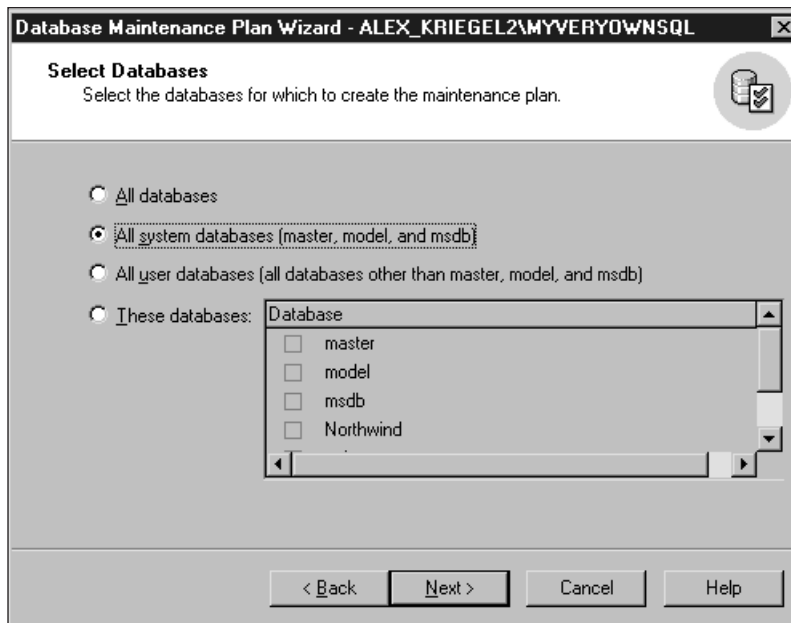 Database Maintenance Plan Wizard - ALEX_KRIEGEL2\MYVERYOWNSQL
Select Databases
Select the databases for which to create the maintenance plan.
All databases
All system databases (master, model, and msdb)
All user databases (all databases other than master, model, and msdb)
These databases:
Database
master
model
msdb
Northwind
< Back
Next >
Cancel
Help